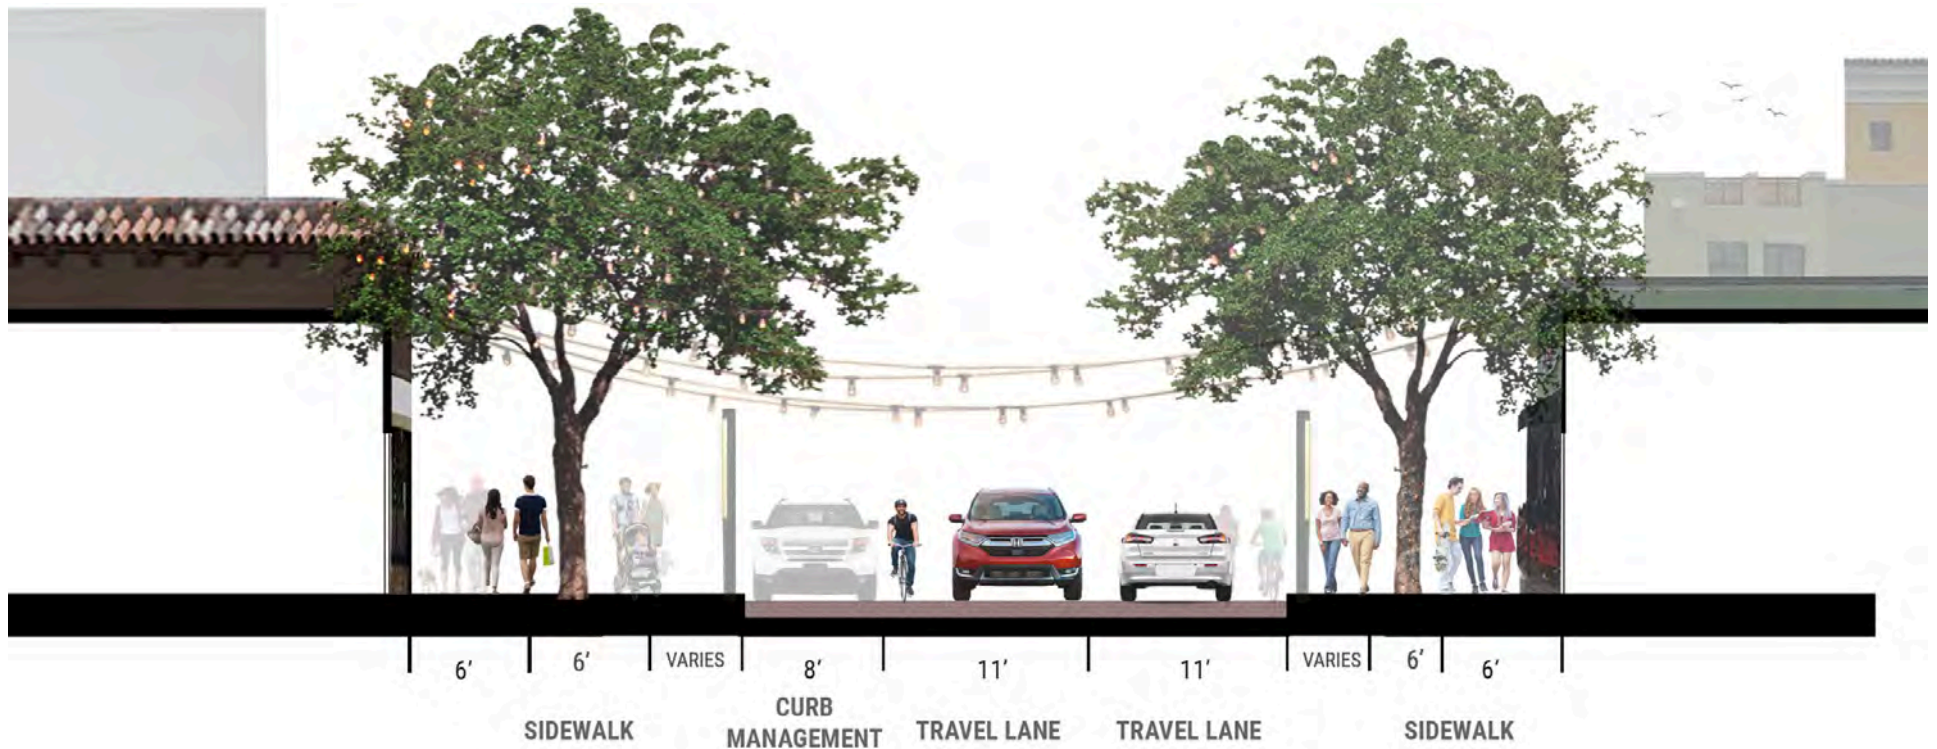 6’
6’
VARIES
8’
11’
11’
VARIES
6’
6’
SIDEWALK
CURB
MANAGEMENT
TRAVEL LANE
TRAVEL LANE
SIDEWALK